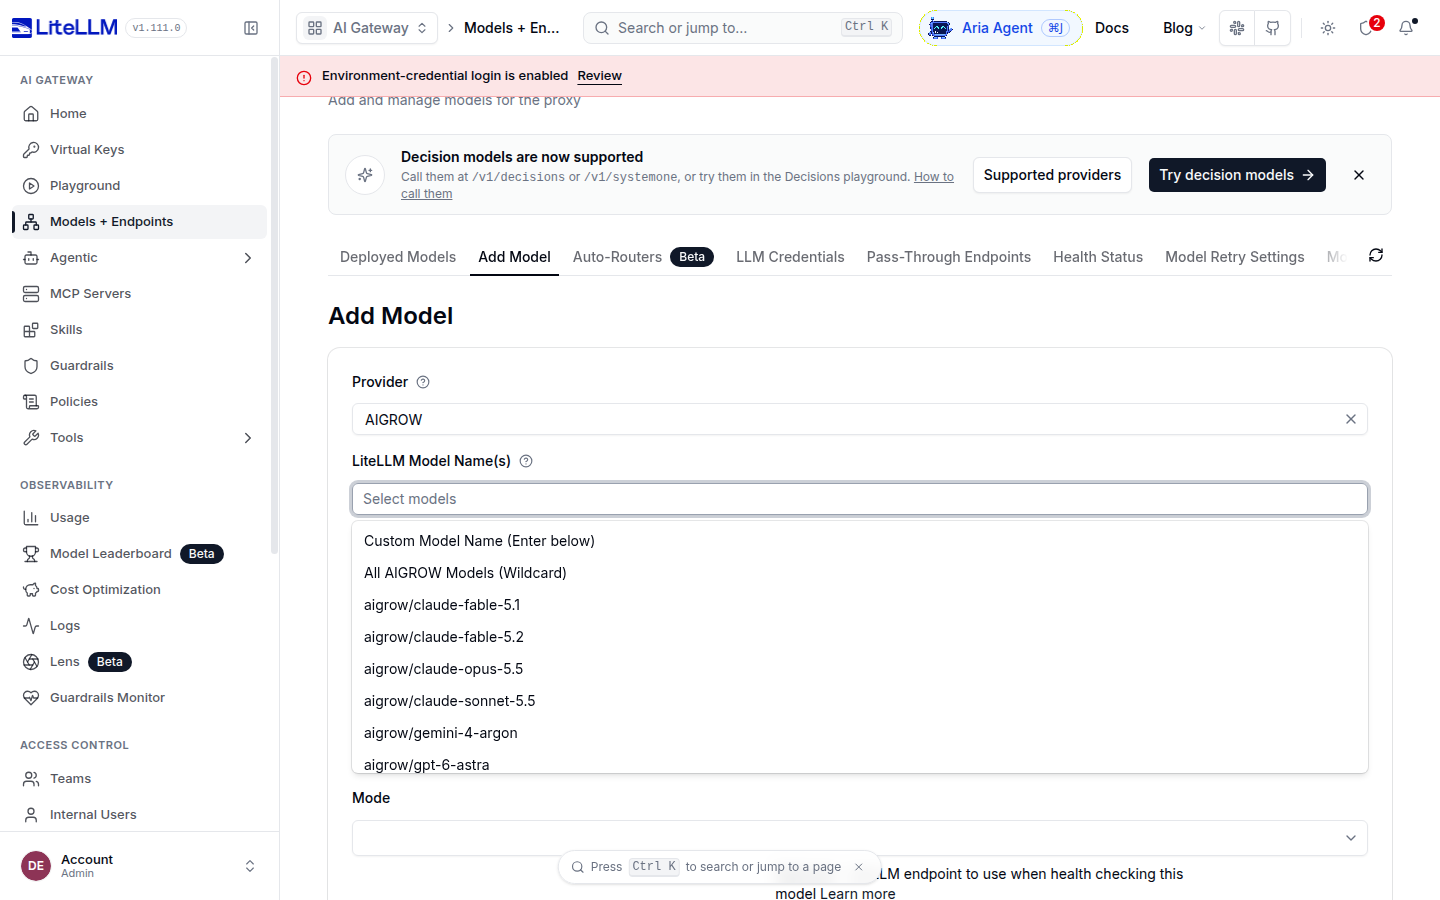 LiteLLM v1.111.0
AI Gateway
Models + En...
Search or jump to... Ctrl K
Aria Agent ⌘J
Docs
Blog
2
Environment-credential login is enabled Review
AI GATEWAY
Home
Virtual Keys
Playground
Models + Endpoints
Agentic
MCP Servers
Skills
Guardrails
Policies
Tools
OBSERVABILITY
Usage
Model Leaderboard Beta
Cost Optimization
Logs
Lens Beta
Guardrails Monitor
ACCESS CONTROL
Teams
Internal Users
DE
Account
Admin
Add and manage models for the proxy
Decision models are now supported
Call them at /v1/decisions or /v1/systemone, or try them in the Decisions playground. How to
call them
Supported providers
Try decision models →
Deployed Models
Add Model
Auto-Routers Beta
LLM Credentials
Pass-Through Endpoints
Health Status
Model Retry Settings
Mo
Add Model
Provider
AIGROW
LiteLLM Model Name(s)
Select models
Custom Model Name (Enter below)
All AIGROW Models (Wildcard)
aigrow/claude-fable-5.1
aigrow/claude-fable-5.2
aigrow/claude-opus-5.5
aigrow/claude-sonnet-5.5
aigrow/gemini-4-argon
aigrow/gpt-6-astra
Mode
Press Ctrl K to search or jump to a page
LM endpoint to use when health checking this
model Learn more